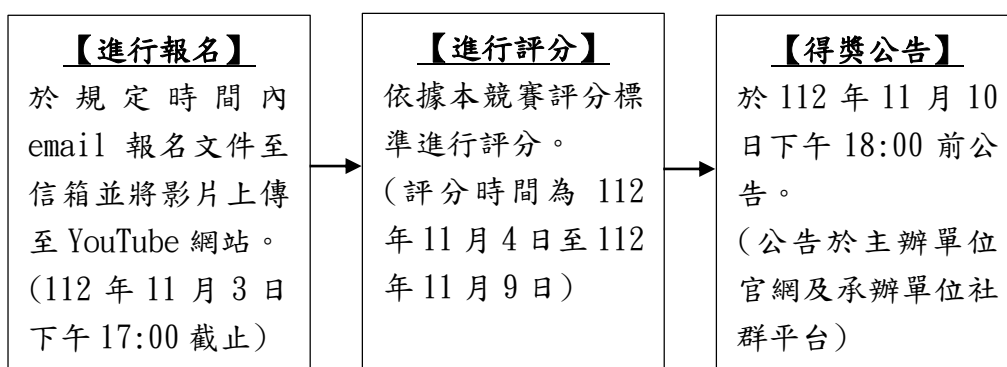 【進行報名】
於規定時間內
email 報名文件至
信箱並將影片上傳
至 YouTube 網站。
(112 年 11 月 3 日
下午 17:00 截止)
【進行評分】
依據本競賽評分標
準進行評分。
(評分時間為 112
年 11 月 4 日至 112
年 11 月 9 日)
【得獎公告】
於 112 年 11 月 10
日下午 18:00 前公
告。
(公告於主辦單位
官網及承辦單位社
群平台)